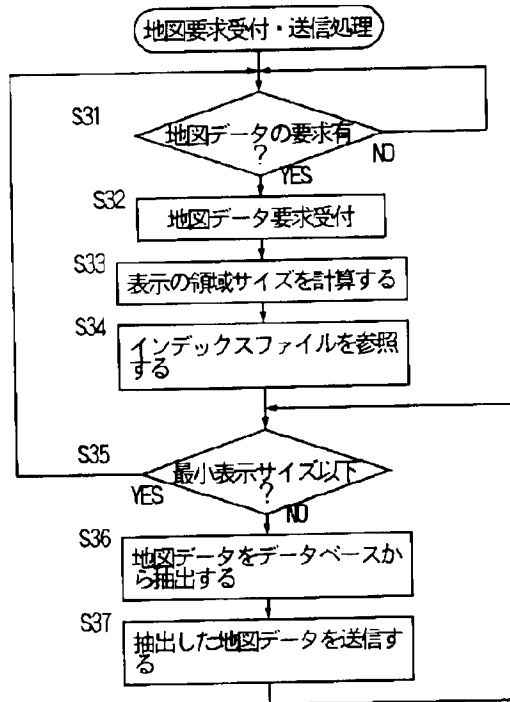 地図要求受付・送信処理
S31
地図データの要求有
?
NO
YES
S32
地図データ要求受付
S33
表示の領域サイズを計算する
S34
インデックスファイルを参照
する
S35
最小表示サイズ以下
?
YES
NO
S36
地図データをデータベースか
ら抽出する
S37
抽出した地図データを送信す
る